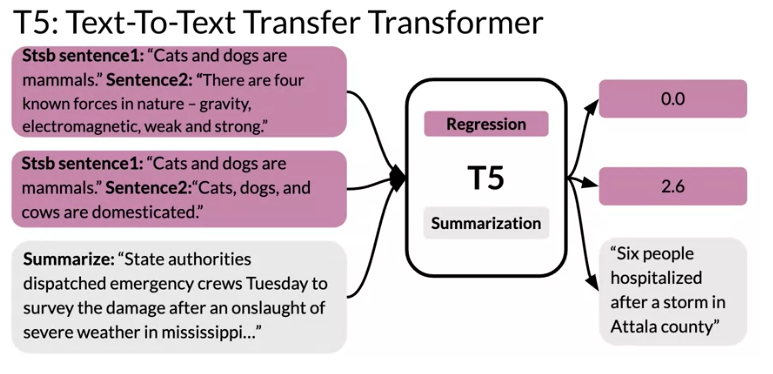 T5: Text-To-Text Transfer Transformer
Stsb sentence1: “Cats and dogs are
mammals.” Sentence2: “There are four
known forces in nature – gravity,
electromagnetic, weak and strong.”
Stsb sentence1: “Cats and dogs are
mammals.” Sentence2:“Cats, dogs, and
cows are domesticated.”
Summarize: “State authorities
dispatched emergency crews Tuesday to
survey the damage after an onslaught of
severe weather in mississippi...”
Regression
T5
Summarization
0.0
2.6
“Six people
hospitalized
after a storm in
Attala county”